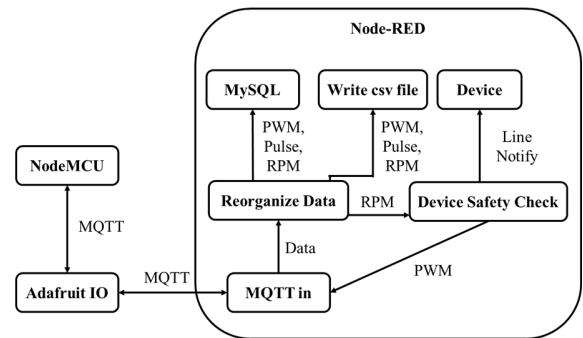 Node-RED
MySQL
Write csv file
Device
PWM,
Pulse,
RPM
PWM,
Pulse,
RPM
Line
Notify
NodeMCU
Reorganize Data
RPM
Device Safety Check
MQTT
Data
MQTT
PWM
Adafruit IO
MQTT in